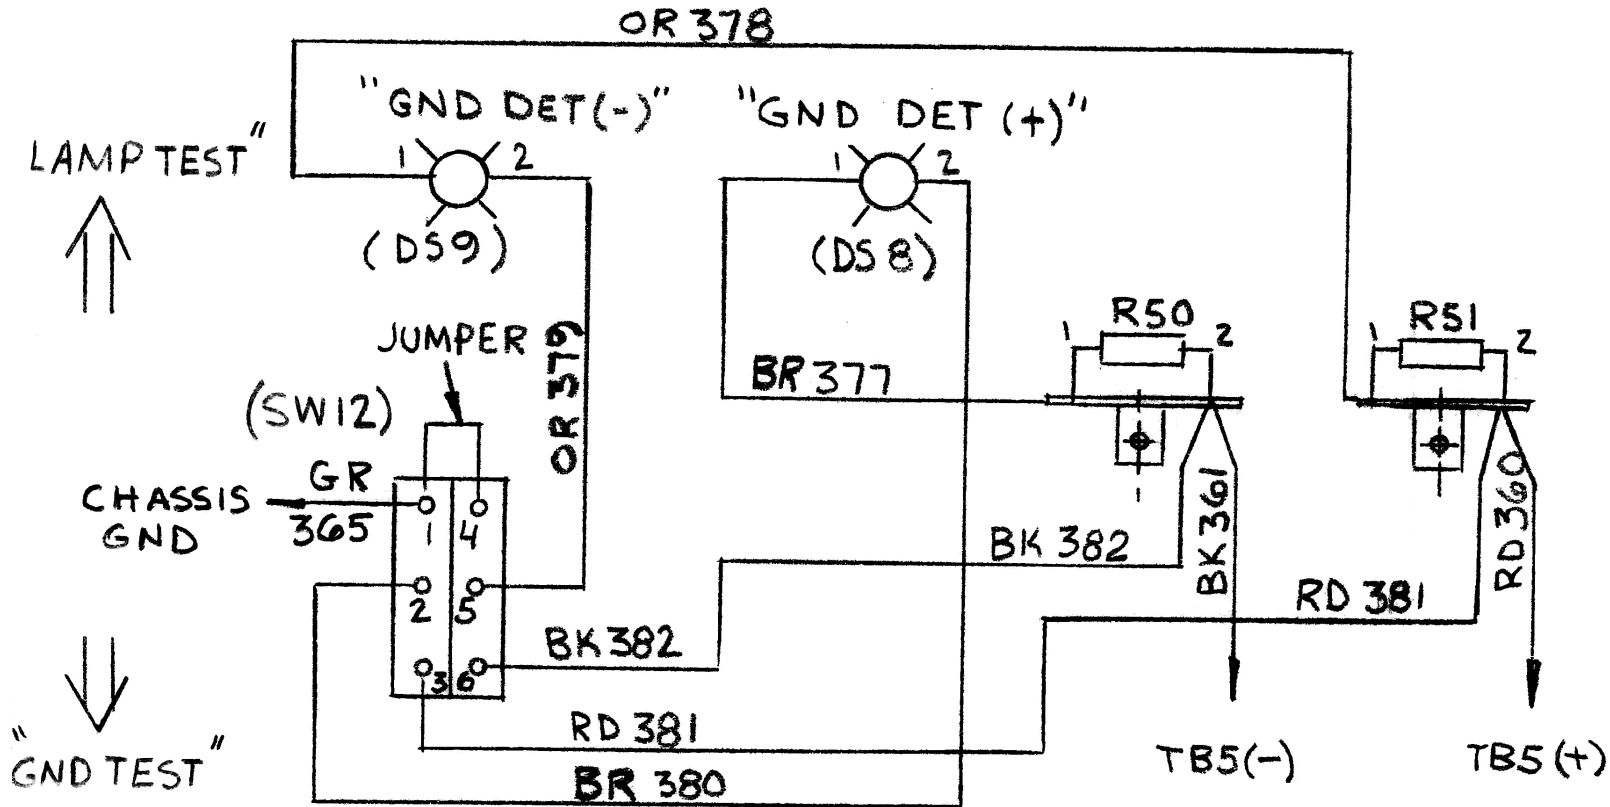 OR 378
"GND DET(-)"
"GND DET (+)"
LAMP TEST"
1
2
1
2
(DS9)
(DS8)
R50
1
2
R51
1
2
JUMPER
OR 379
BR 377
(SW12)
GR
365
CHASSIS
GND
1
4
2
5
3
6
BK 382
BK 361
RD 360
RD 381
BK 382
RD 381
BR 380
TB5(-)
TB5(+)
"GND TEST"